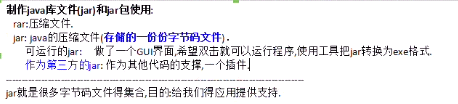 制作java库文件(jar)和jar包使用:
rar:压缩文件.
jar: java的压缩文件(存储的一份份字节码文件) .
可运行的jar: 做了一个GUI界面,希望双击就可以运行程序,使用工具把jar转换为exe格式.
作为第三方的jar: 作为其他代码的支撑,一个插件.
--------------------------------------------------------------------------------
jar就是很多字节码文件得集合,目的:给我们得应用提供支持.